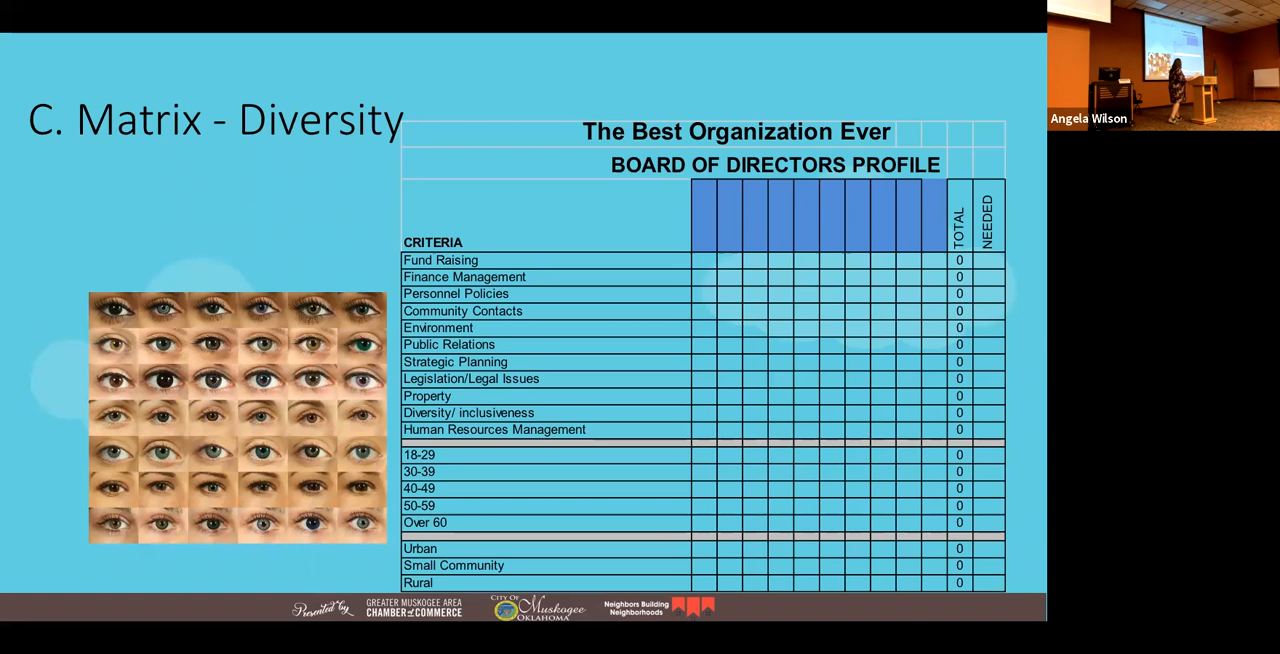 C. Matrix - Diversity
The Best Organization Ever
BOARD OF DIRECTORS PROFILE
CRITERIA
TOTAL
NEEDED
Fund Raising 0
Finance Management 0
Personnel Policies 0
Community Contacts 0
Environment 0
Public Relations 0
Strategic Planning 0
Legislation/Legal Issues 0
Property 0
Diversity/ inclusiveness 0
Human Resources Management 0
18-29 0
30-39 0
40-49 0
50-59 0
Over 60 0
Urban 0
Small Community 0
Rural 0
Presented by
GREATER MUSKOGEE AREA
CHAMBER of COMMERCE
CITY OF
Muskogee
OKLAHOMA
Neighbors Building
Neighborhoods
Angela Wilson